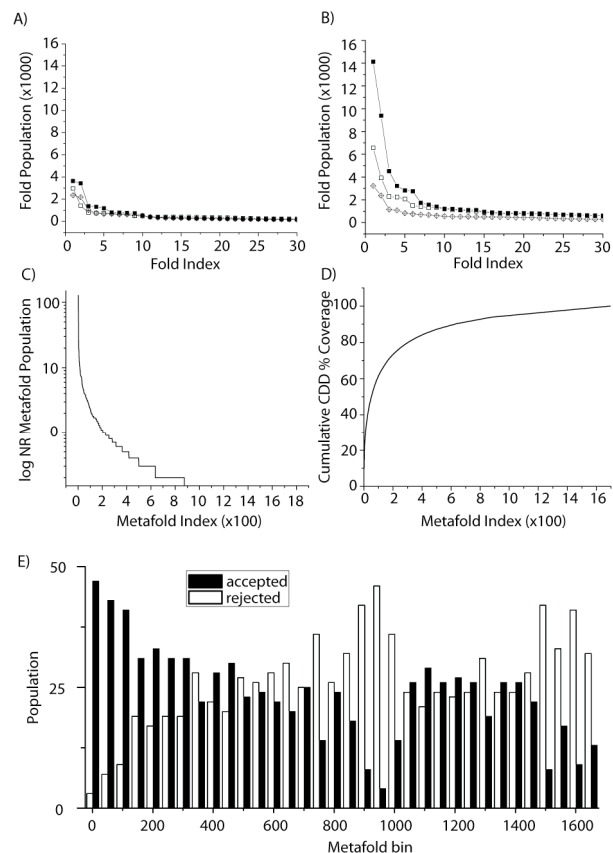 A)
B)
16
14
12
10
8
6
4
2
0
Fold Population (x1000)
0 5 10 15 20 25 30
Fold Index
16
14
12
10
8
6
4
2
0
Fold Population (x1000)
0 5 10 15 20 25 30
Fold Index
C)
D)
100
10
0
log NR Metafold Population
0 2 4 6 8 10 12 14 16 18
Metafold Index (x100)
100
80
60
40
20
0
Cumulative CDD % Coverage
0 2 4 6 8 10 12 14 16
Metafold Index (x100)
E)
50
25
0
Population
accepted
rejected
0 200 400 600 800 1000 1200 1400 1600
Metafold bin